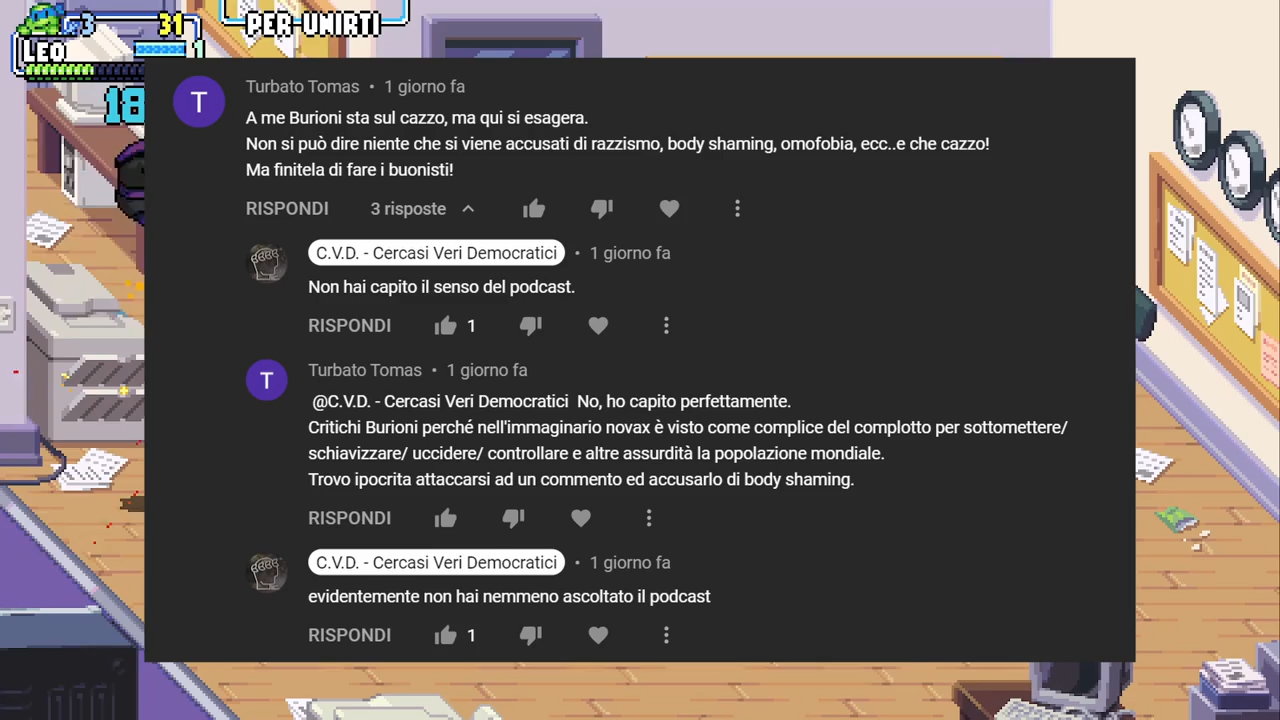 3
31
PER UNIRTI
LEO
1
18
T
Turbato Tomas • 1 giorno fa
A me Burioni sta sul cazzo, ma qui si esagera.
Non si può dire niente che si viene accusati di razzismo, body shaming, omofobia, ecc..e che cazzo!
Ma finitela di fare i buonisti!
RISPONDI 3 risposte
C.V.D. - Cercasi Veri Democratici • 1 giorno fa
Non hai capito il senso del podcast.
RISPONDI 1
T
Turbato Tomas • 1 giorno fa
@C.V.D. - Cercasi Veri Democratici No, ho capito perfettamente.
Critichi Burioni perché nell'immaginario novax è visto come complice del complotto per sottomettere/
schiavizzare/ uccidere/ controllare e altre assurdità la popolazione mondiale.
Trovo ipocrita attaccarsi ad un commento ed accusarlo di body shaming.
RISPONDI
C.V.D. - Cercasi Veri Democratici • 1 giorno fa
evidentemente non hai nemmeno ascoltato il podcast
RISPONDI 1